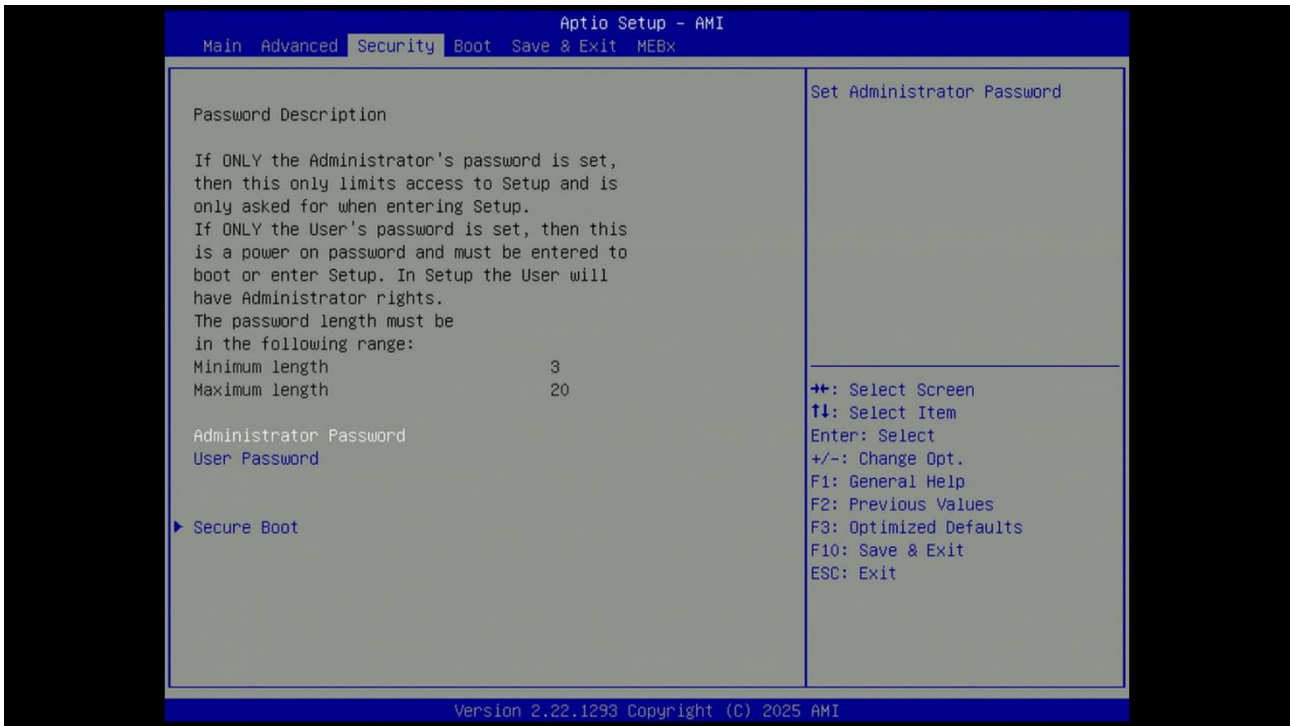 Aptio Setup - AMI
Main Advanced Security Boot Save & Exit MEBx
Password Description
If ONLY the Administrator's password is set,
then this only limits access to Setup and is
only asked for when entering Setup.
If ONLY the User's password is set, then this
is a power on password and must be entered to
boot or enter Setup. In Setup the User will
have Administrator rights.
The password length must be
in the following range:
Minimum length 3
Maximum length 20
Administrator Password
User Password
Secure Boot
Set Administrator Password
→←: Select Screen
↑↓: Select Item
Enter: Select
+/-: Change Opt.
F1: General Help
F2: Previous Values
F3: Optimized Defaults
F10: Save & Exit
ESC: Exit
Version 2.22.1293 Copyright (C) 2025 AMI